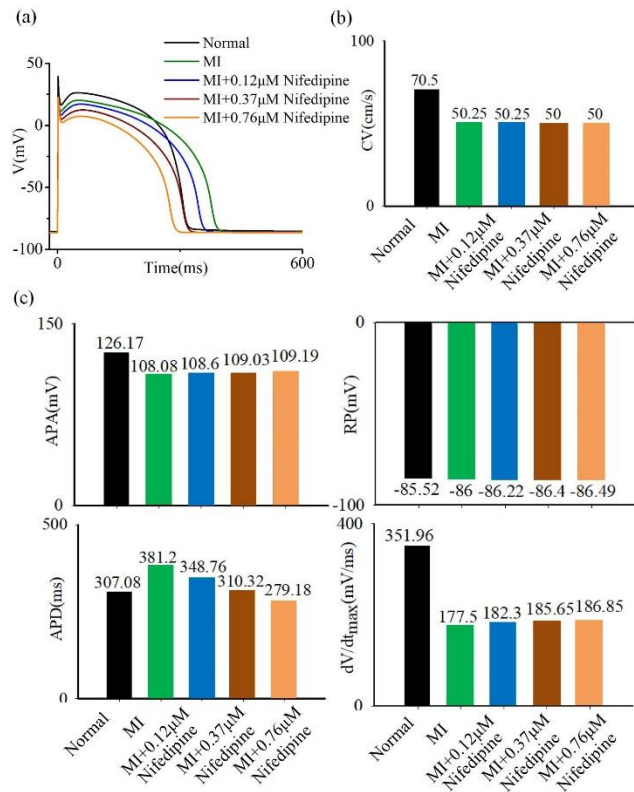 (a)
50
25
0
-50
-100
V(mV)
0
300
600
Time(ms)
Normal
MI
MI+0.12μM Nifedipine
MI+0.37μM Nifedipine
MI+0.76μM Nifedipine
(b)
100
0
CV(cm/s)
70.5
50.25
50.25
50
50
Normal
MI
MI+0.12μM
Nifedipine
MI+0.37μM
Nifedipine
MI+0.76μM
Nifedipine
(c)
150
0
APA(mV)
126.17
108.08
108.6
109.03
109.19
0
-100
RP(mV)
-85.52
-86
-86.22
-86.4
-86.49
500
0
APD(ms)
307.08
381.2
348.76
310.32
279.18
Normal
MI
MI+0.12μM
Nifedipine
MI+0.37μM
Nifedipine
MI+0.76μM
Nifedipine
400
0
dV/dtmax(mV/ms)
351.96
177.5
182.3
185.65
186.85
Normal
MI
MI+0.12μM
Nifedipine
MI+0.37μM
Nifedipine
MI+0.76μM
Nifedipine